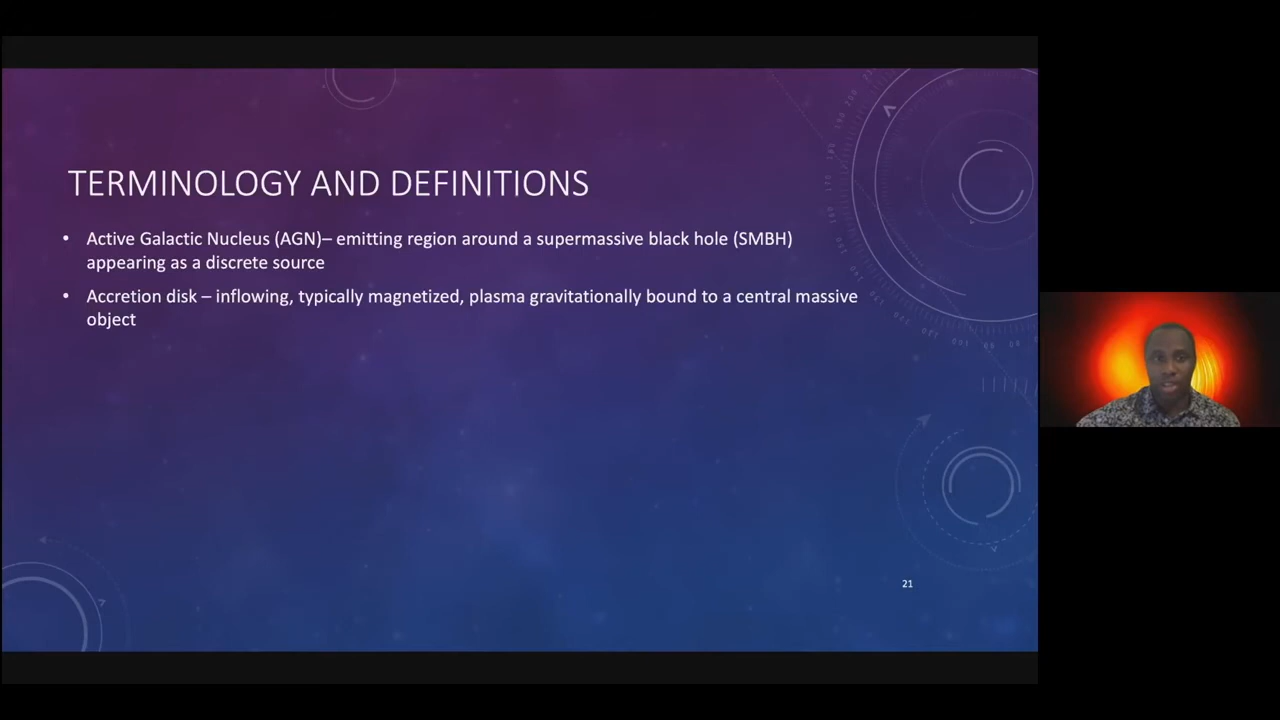 TERMINOLOGY AND DEFINITIONS
• Active Galactic Nucleus (AGN)– emitting region around a supermassive black hole (SMBH)
appearing as a discrete source
• Accretion disk – inflowing, typically magnetized, plasma gravitationally bound to a central massive
object
21